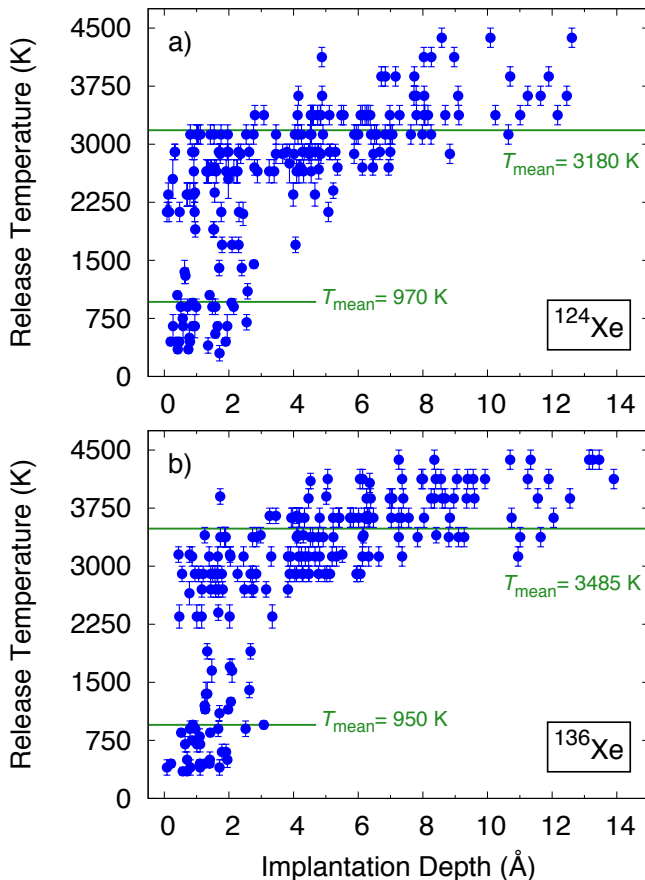 a)
Release Temperature (K)
4500
3750
3000
2250
1500
750
0
T_mean = 3180 K
T_mean = 970 K
¹²⁴Xe
0 2 4 6 8 10 12 14
b)
Release Temperature (K)
4500
3750
3000
2250
1500
750
0
T_mean = 3485 K
T_mean = 950 K
¹³⁶Xe
0 2 4 6 8 10 12 14
Implantation Depth (Å)